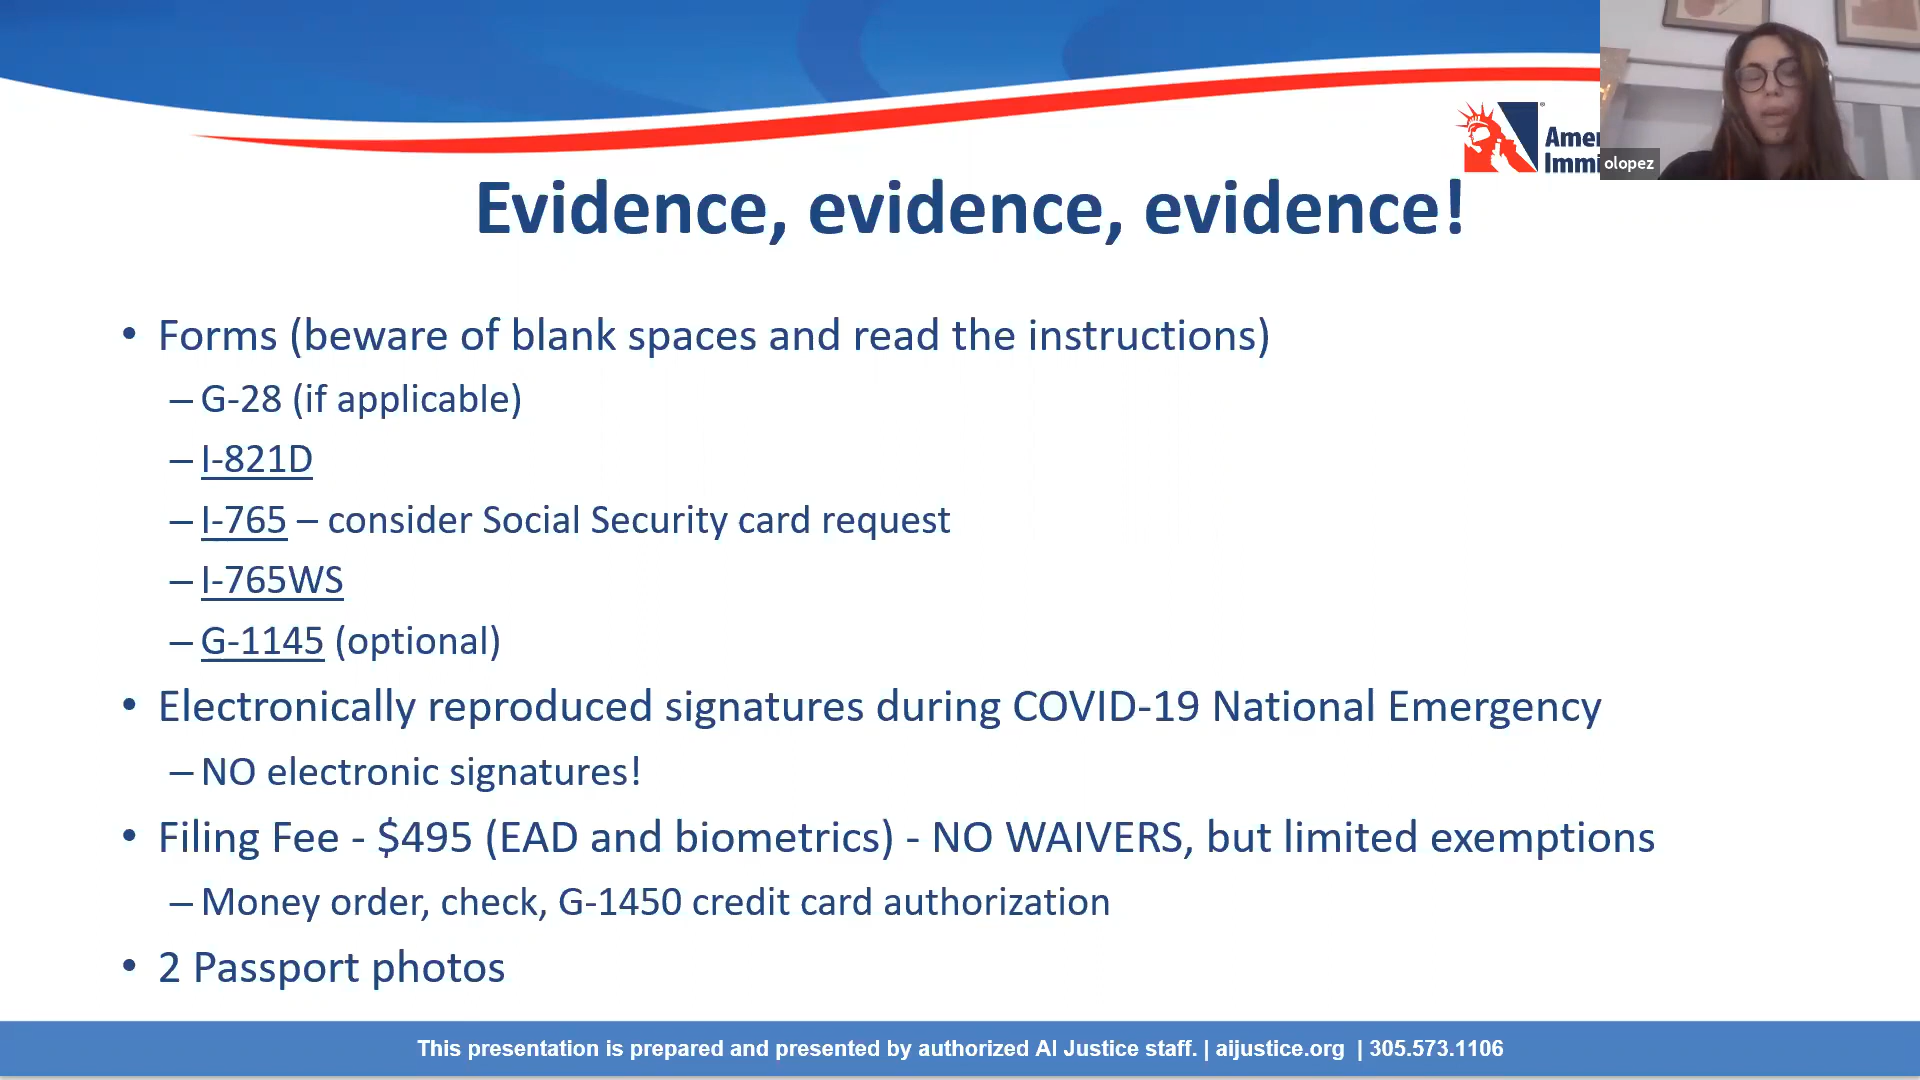 Amer
Immi
olopez
Evidence, evidence, evidence!
• Forms (beware of blank spaces and read the instructions)
– G-28 (if applicable)
– I-821D
– I-765 – consider Social Security card request
– I-765WS
– G-1145 (optional)
• Electronically reproduced signatures during COVID-19 National Emergency
– NO electronic signatures!
• Filing Fee - $495 (EAD and biometrics) - NO WAIVERS, but limited exemptions
– Money order, check, G-1450 credit card authorization
• 2 Passport photos
This presentation is prepared and presented by authorized AI Justice staff. | aijustice.org | 305.573.1106